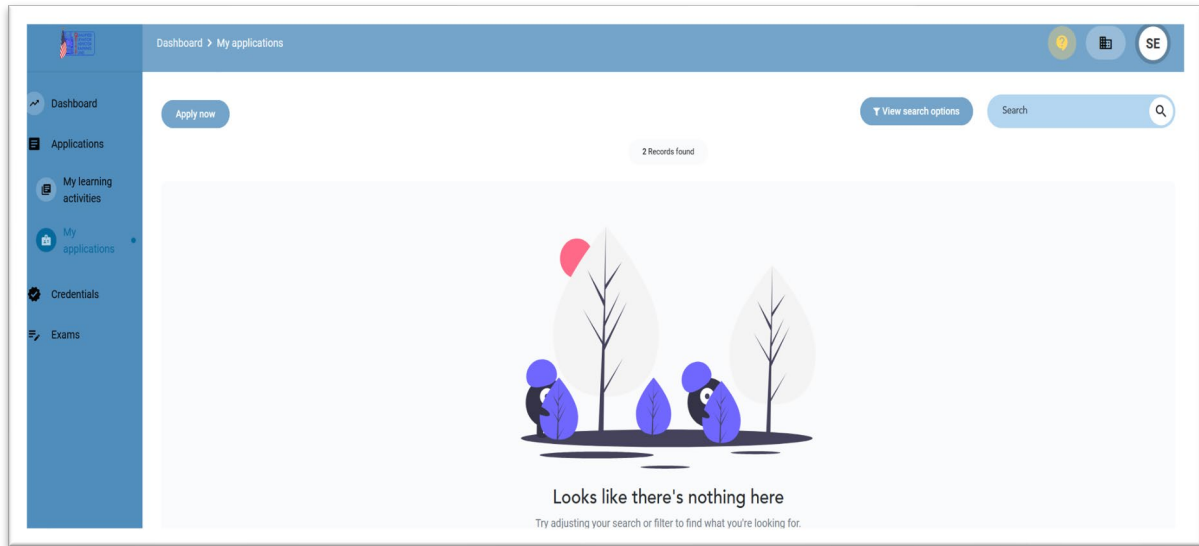 Dashboard > My applications
SE
Dashboard
Applications
My learning
activities
My
applications
Credentials
Exams
Apply now
View search options
Search
2 Records found
Looks like there's nothing here
Try adjusting your search or filter to find what you're looking for.